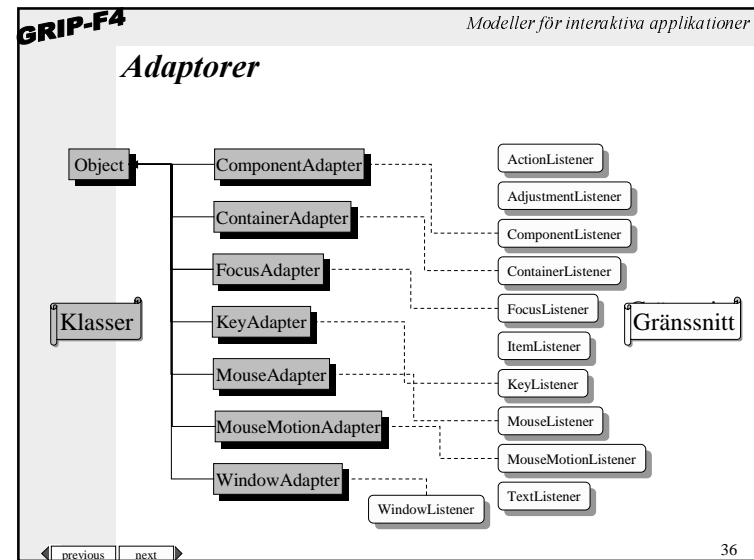 GRIP-F4
Modeller för interaktiva applikationer
Adaptorer
Object
ComponentAdapter
ContainerAdapter
FocusAdapter
KeyAdapter
MouseAdapter
MouseMotionAdapter
WindowAdapter
Klasser
ActionListener
AdjustmentListener
ComponentListener
ContainerListener
FocusListener
ItemListener
KeyListener
MouseListener
MouseMotionListener
TextListener
WindowListener
Gränssnitt
previous
next
36